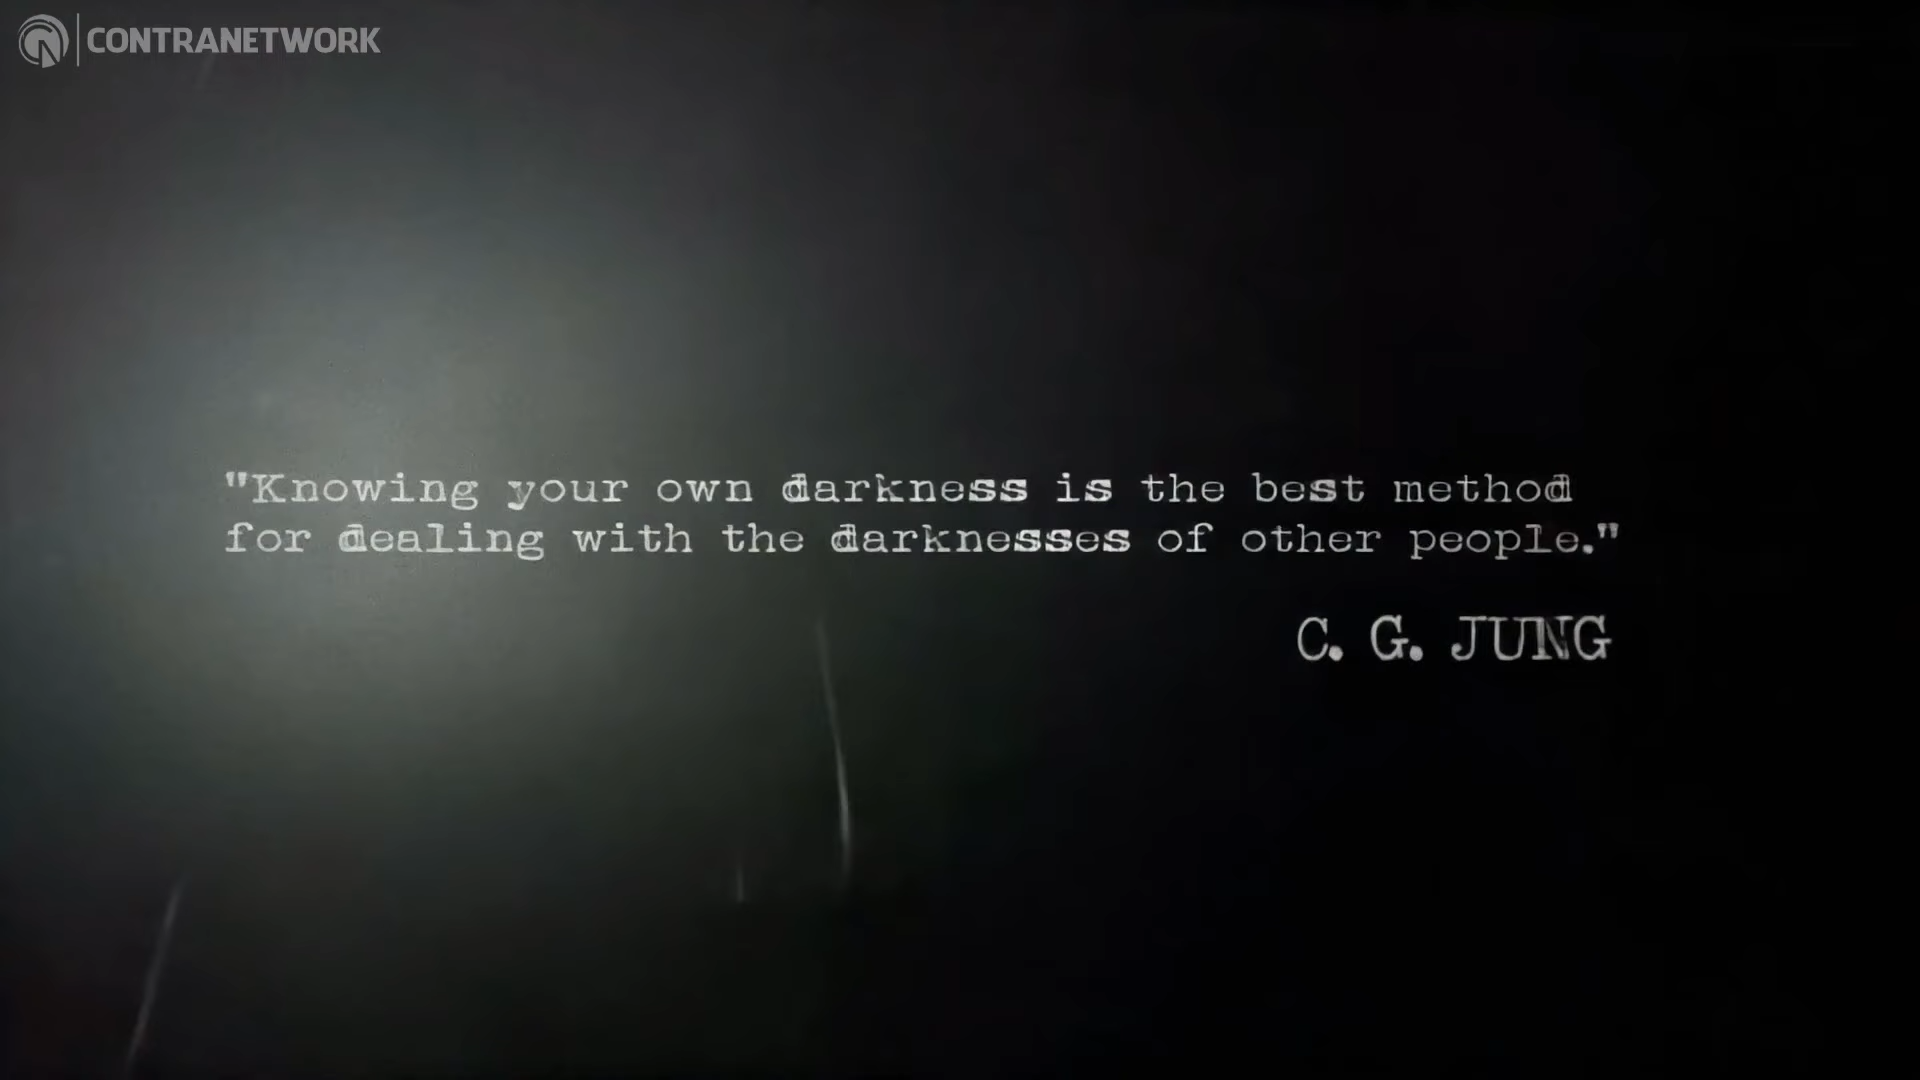 CONTRANETWORK
"Knowing your own darkness is the best method
for dealing with the darknesses of other people."
C. G. JUNG